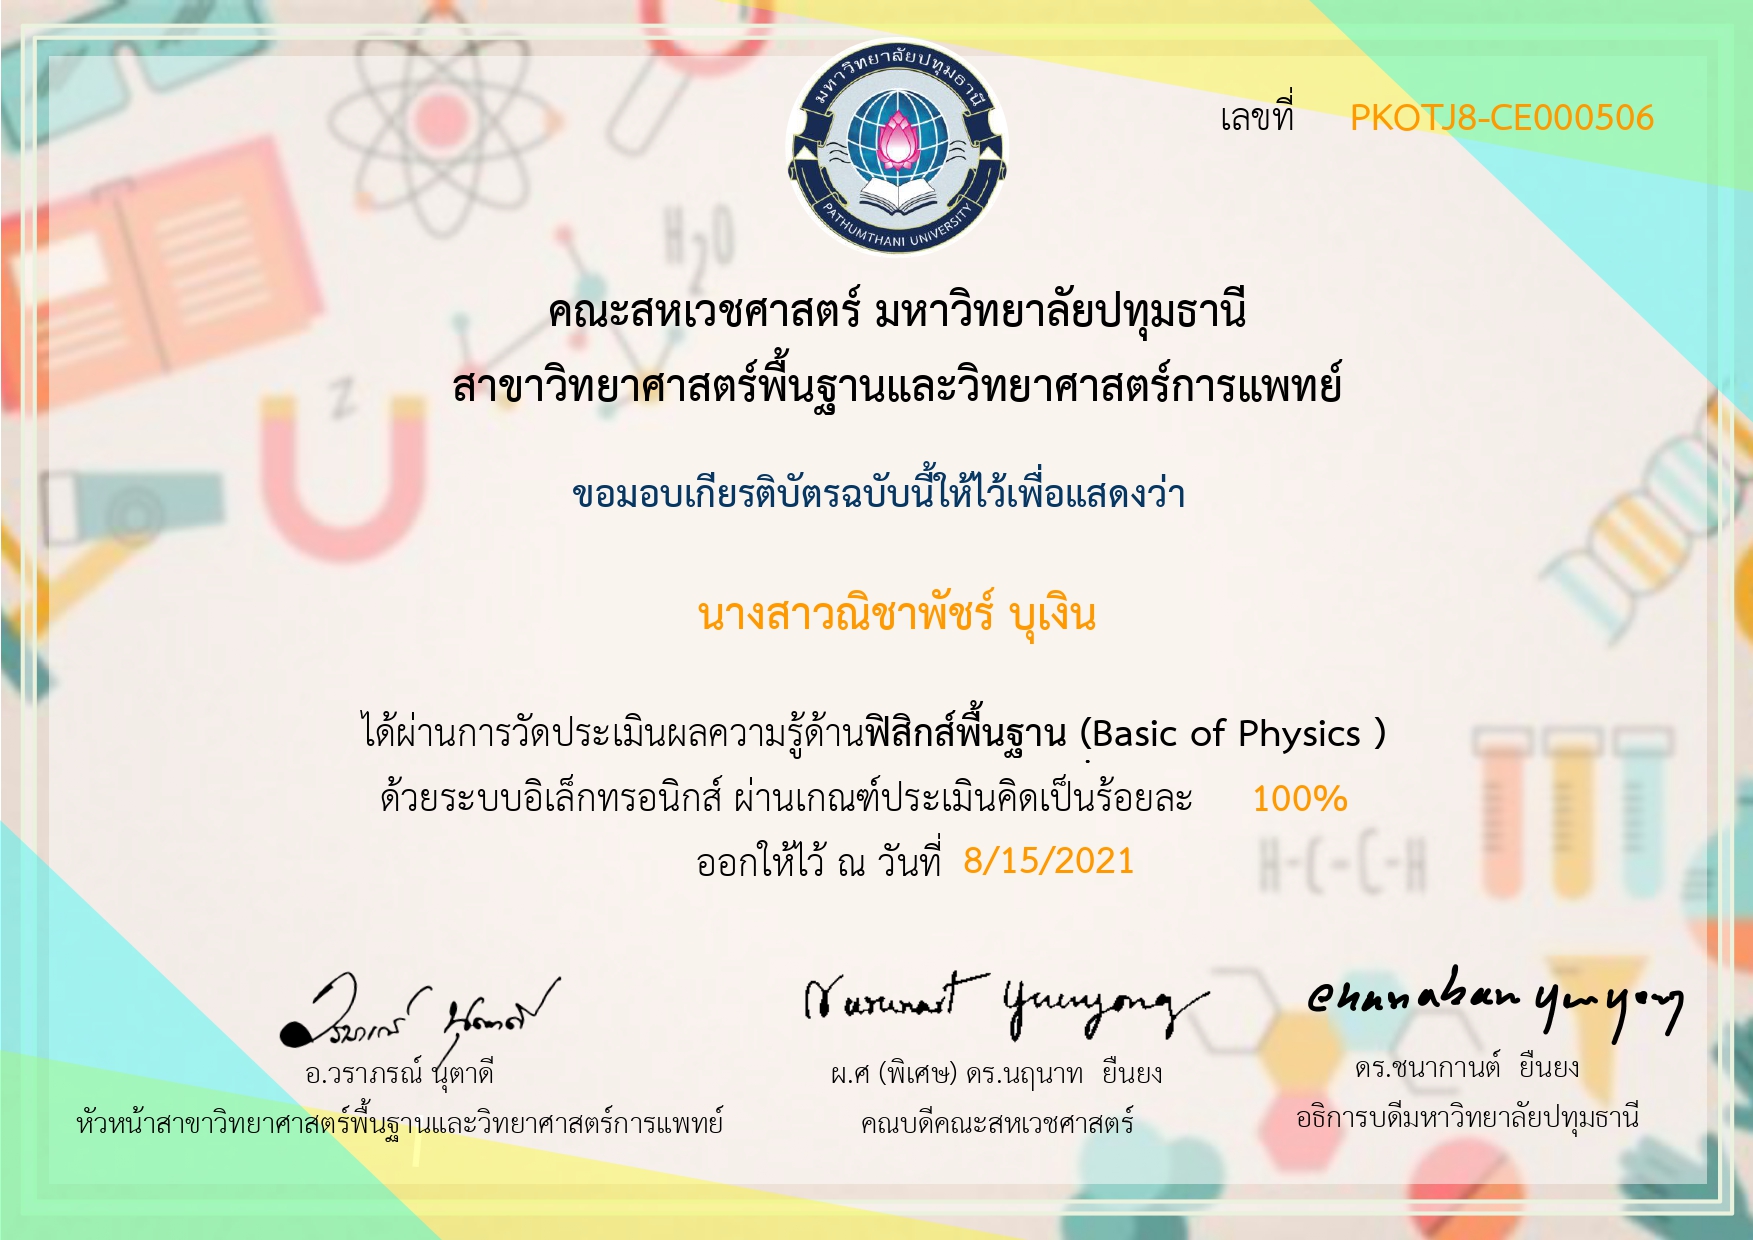 มหาวิทยาลัยปทุมธานี
PATHUMTHANI UNIVERSITY
เลขที่ PKOTJ8-CE000506
H2O
คณะสหเวชศาสตร์ มหาวิทยาลัยปทุมธานี
สาขาวิทยาศาสตร์พื้นฐานและวิทยาศาสตร์การแพทย์
Z
ขอมอบเกียรติบัตรฉบับนี้ให้ไว้เพื่อแสดงว่า
นางสาวณิชาพัชร์ บุเงิน
ได้ผ่านการวัดประเมินผลความรู้ด้านฟิสิกส์พื้นฐาน (Basic of Physics )
ด้วยระบบอิเล็กทรอนิกส์ ผ่านเกณฑ์ประเมินคิดเป็นร้อยละ 100%
ออกให้ไว้ ณ วันที่ 8/15/2021
H-C-C-H
วราภรณ์ นุตาดี
Narunart Yuenyong
Chanakan Yuenyong
อ.วราภรณ์ นุตาดี
หัวหน้าสาขาวิทยาศาสตร์พื้นฐานและวิทยาศาสตร์การแพทย์
ผ.ศ (พิเศษ) ดร.นฤนาท ยืนยง
คณบดีคณะสหเวชศาสตร์
ดร.ชนากานต์ ยืนยง
อธิการบดีมหาวิทยาลัยปทุมธานี